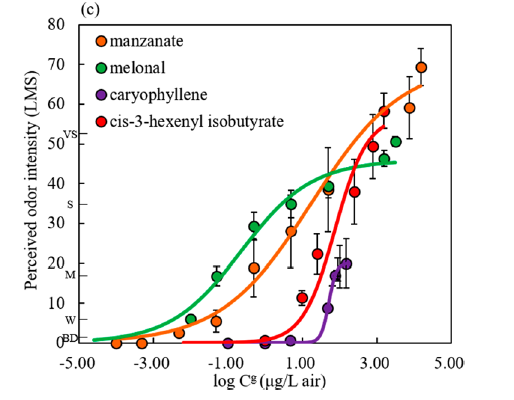 (c)
80
70
60
50
40
30
20
10
0
VS
S
M
W
BD
Perceived odor intensity (LMS)
manzanate
melonal
caryophyllene
cis-3-hexenyl isobutyrate
-5.00 -3.00 -1.00 1.00 3.00 5.00
log Cg (µg/L air)